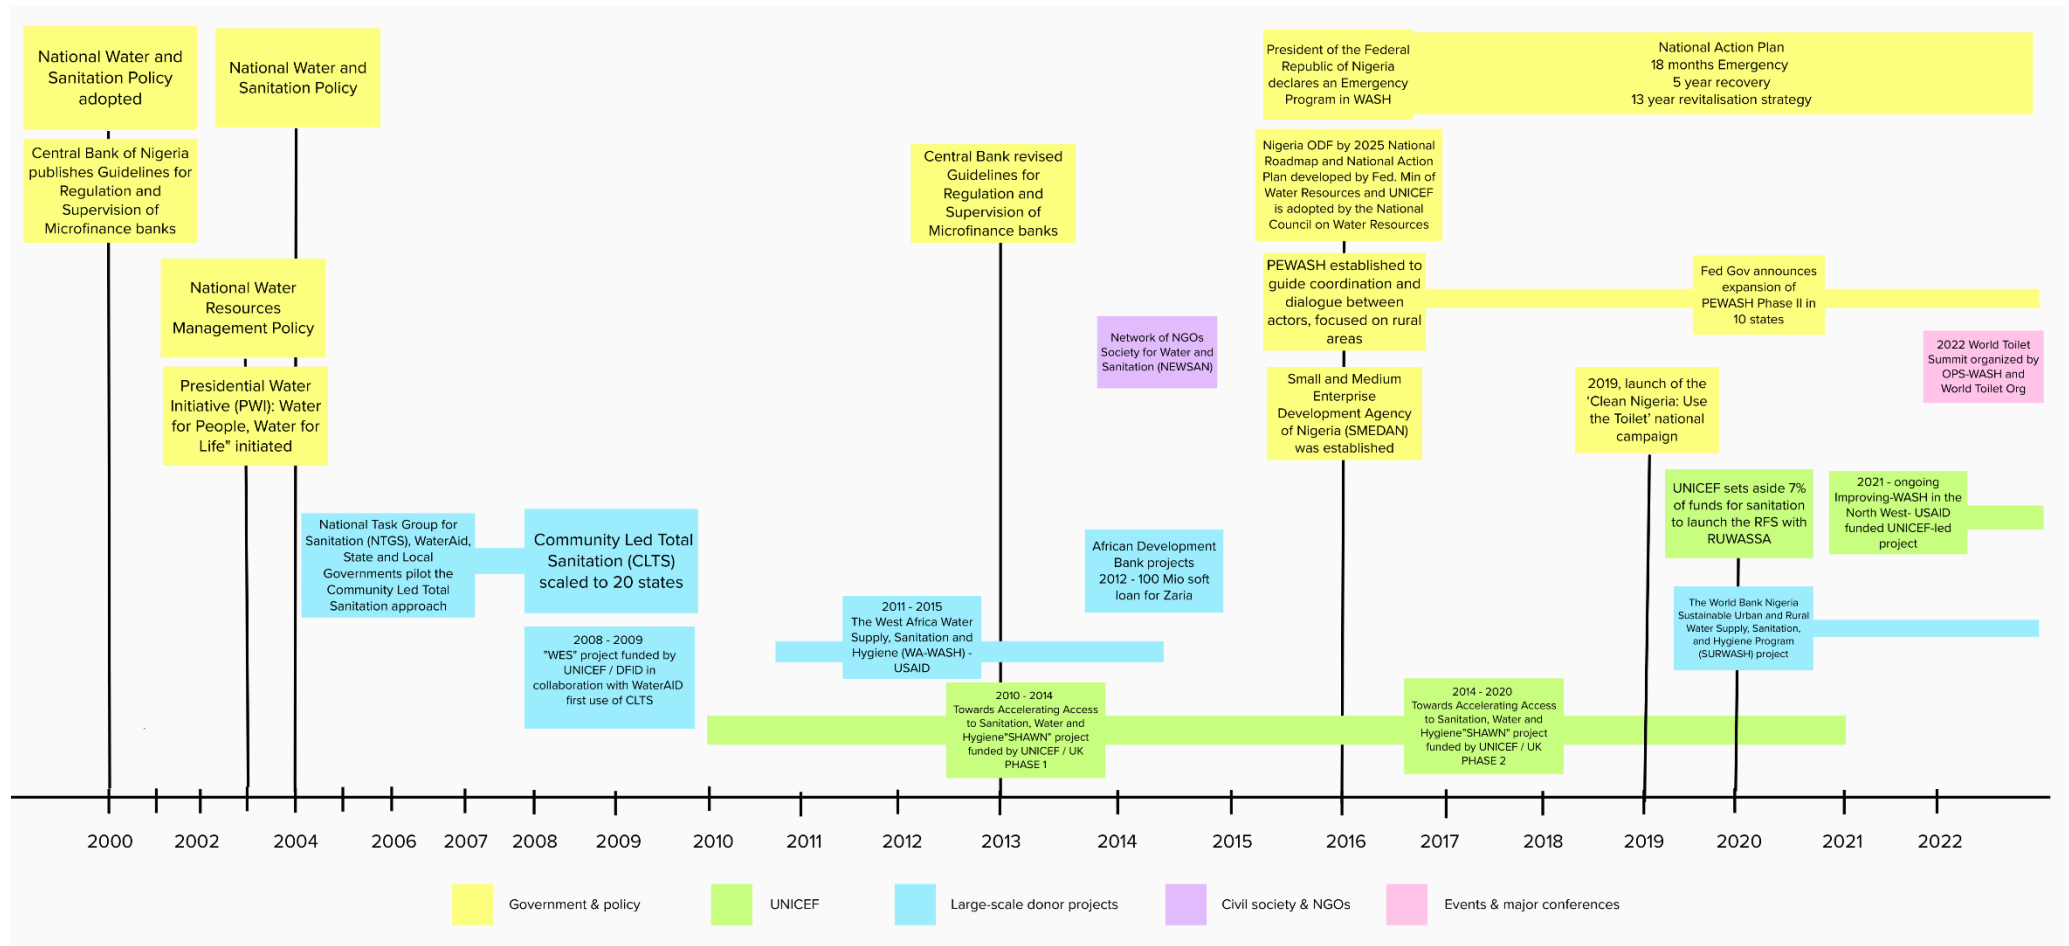 National Water and
Sanitation Policy
adopted
National Water and
Sanitation Policy
President of the Federal
Republic of Nigeria
declares an Emergency
Program in WASH
National Action Plan
18 months Emergency
5 year recovery
13 year revitalisation strategy
Central Bank of Nigeria
publishes Guidelines for
Regulation and
Supervision of
Microfinance banks
Central Bank revised
Guidelines for
Regulation and
Supervision of
Microfinance banks
Nigeria ODF by 2025 National
Roadmap and National Action
Plan developed by Fed. Min of
Water Resources and UNICEF
is adopted by the National
Council on Water Resources
National Water
Resources
Management Policy
PEWASH established to
guide coordination and
dialogue between
actors, focused on rural
areas
Fed Gov announces
expansion of
PEWASH Phase II in
10 states
Network of NGOs
Society for Water and
Sanitation (NEWSAN)
2022 World Toilet
Summit organized by
OPS-WASH and
World Toilet Org
Presidential Water
Initiative (PWI): Water
for People, Water for
Life" initiated
Small and Medium
Enterprise
Development Agency
of Nigeria (SMEDAN)
was established
2019, launch of the
‘Clean Nigeria: Use
the Toilet’ national
campaign
UNICEF sets aside 7%
of funds for sanitation
to launch the RFS with
RUWASSA
2021 - ongoing
Improving-WASH in the
North West- USAID
funded UNICEF-led
project
National Task Group for
Sanitation (NTGS), WaterAid,
State and Local
Governments pilot the
Community Led Total
Sanitation approach
Community Led Total
Sanitation (CLTS)
scaled to 20 states
African Development
Bank projects
2012 - 100 Mio soft
loan for Zaria
2011 - 2015
The West Africa Water
Supply, Sanitation and
Hygiene (WA-WASH) -
USAID
The World Bank Nigeria
Sustainable Urban and Rural
Water Supply, Sanitation,
and Hygiene Program
(SURWASH) project
2008 - 2009
"WES" project funded by
UNICEF / DFID in
collaboration with WaterAID
first use of CLTS
2010 - 2014
Towards Accelerating Access
to Sanitation, Water and
Hygiene"SHAWN" project
funded by UNICEF / UK
PHASE 1
2014 - 2020
Towards Accelerating Access
to Sanitation, Water and
Hygiene"SHAWN" project
funded by UNICEF / UK
PHASE 2
2000 2002 2004 2006 2007 2008 2009 2010 2011 2012 2013 2014 2015 2016 2017 2018 2019 2020 2021 2022
Government & policy
UNICEF
Large-scale donor projects
Civil society & NGOs
Events & major conferences